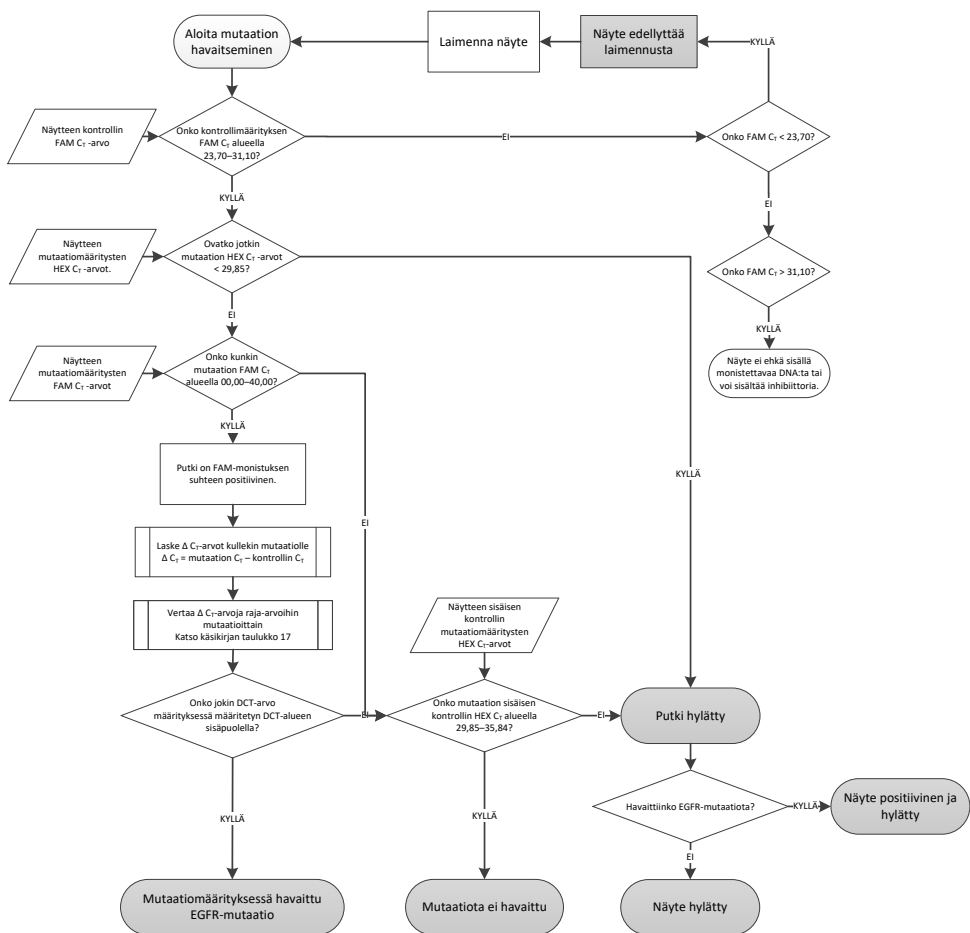 Aloita mutaation
havaitseminen
Laimenna näyte
Näyte edellyttää
laimennusta
KYLLÄ
Näytteen kontrollin
FAM Cₜ -arvo
Onko kontrollimäärityksen
FAM Cₜ alueella
23,70–31,10?
EI
Onko FAM Cₜ < 23,70?
KYLLÄ
EI
Näytteen
mutaatiomääritysten
HEX Cₜ -arvot.
Ovatko jotkin
mutaation HEX Cₜ -arvot
< 29,85?
Onko FAM Cₜ > 31,10?
EI
KYLLÄ
Näytteen
mutaatiomääritysten
FAM Cₜ -arvot
Onko kunkin
mutaation FAM Cₜ
alueella 00,00–40,00?
Näyte ei ehkä sisällä
monistettavaa DNA:ta tai
voi sisältää inhibiittoria.
KYLLÄ
Putki on FAM-monistuksen
suhteen positiivinen.
KYLLÄ
EI
Laske Δ Cₜ-arvot kullekin mutaatiolle
Δ Cₜ = mutaation Cₜ – kontrollin Cₜ
Vertaa Δ Cₜ-arvoja raja-arvoihin
mutaatioittain
Katso käsikirjan taulukko 17
Näytteen sisäisen
kontrollin
mutaatiomääritysten
HEX Cₜ-arvot
Onko jokin DCT-arvo
määrityksessä määritetyn DCT-alueen
sisäpuolella?
EI
Onko mutaation sisäisen
kontrollin HEX Cₜ alueella
29,85–35,84?
EI
Putki hylätty
Havaittiinko EGFR-mutaatiota?
KYLLÄ
Näyte positiivinen ja
hylätty
KYLLÄ
KYLLÄ
EI
Mutaatiomäärityksessä havaittu
EGFR-mutaatio
Mutaatiota ei havaittu
Näyte hylätty